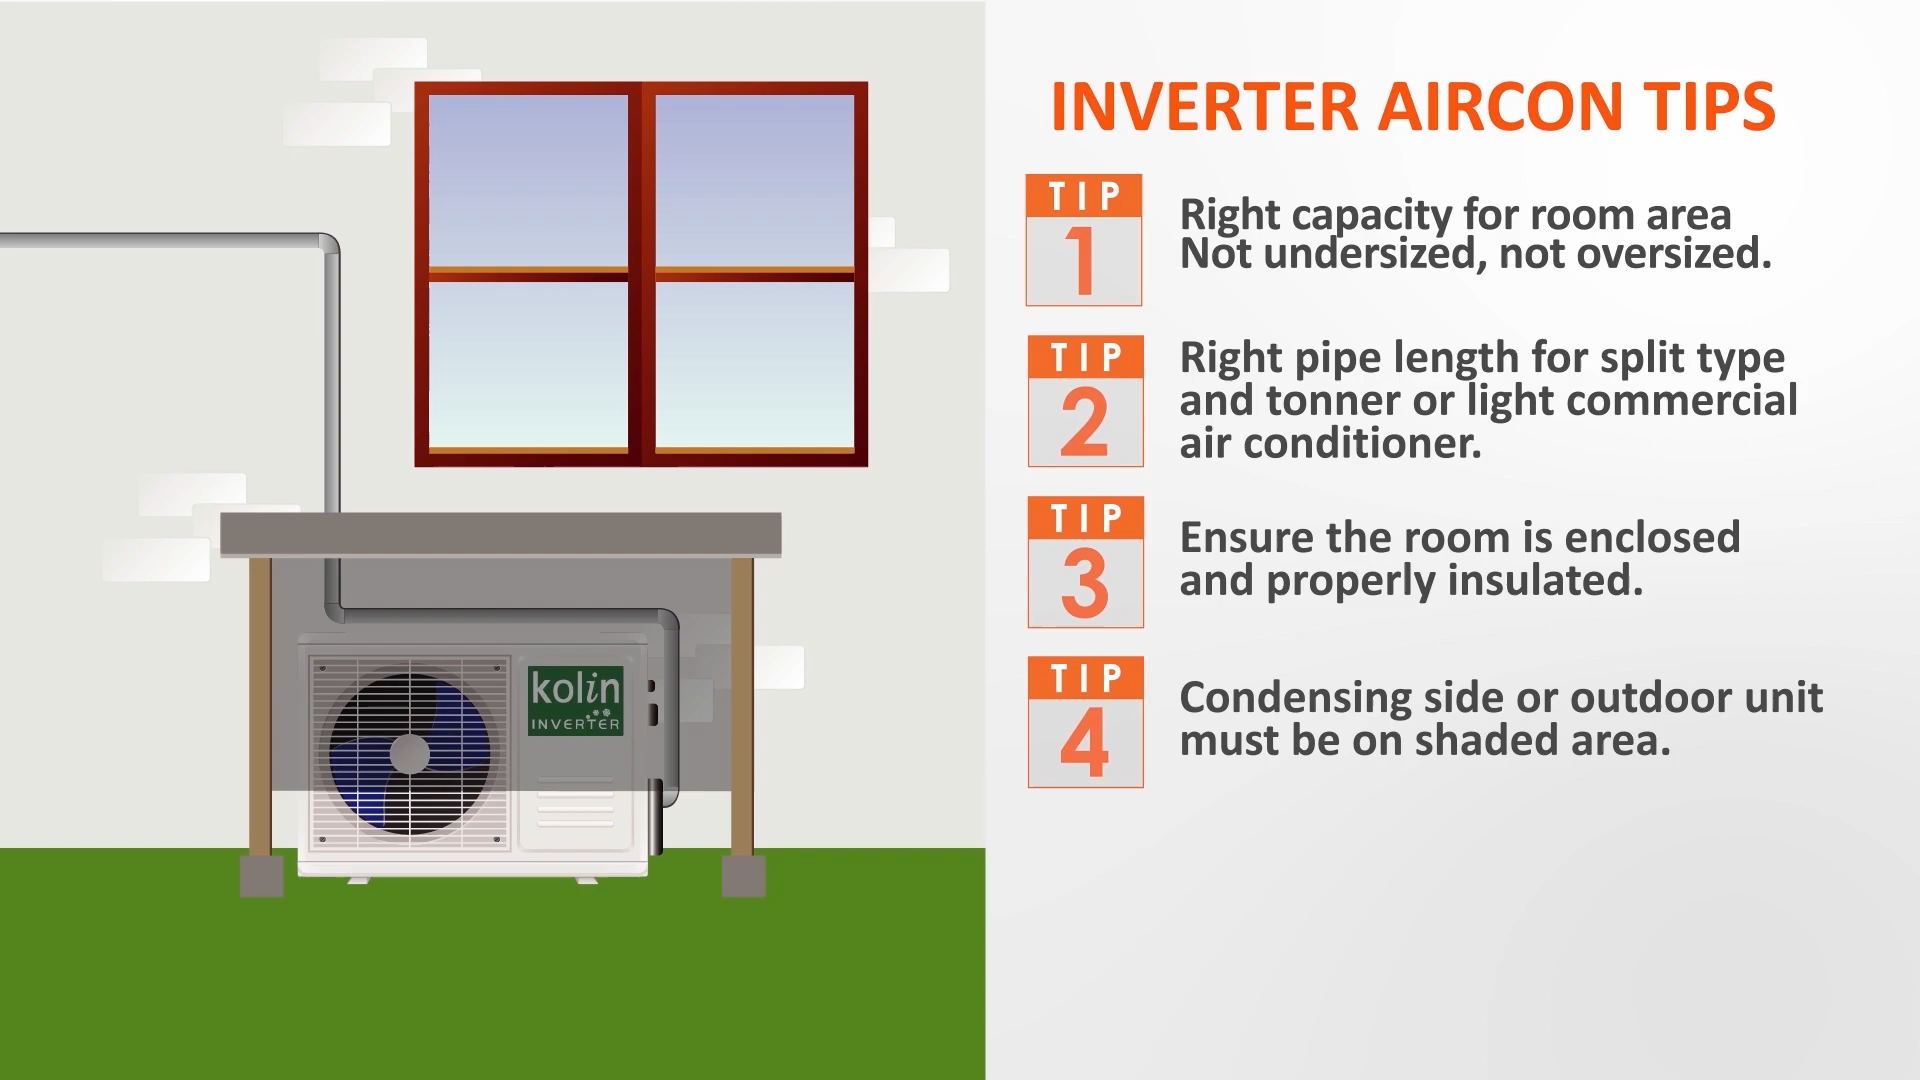 INVERTER AIRCON TIPS
TIP
1
Right capacity for room area
Not undersized, not oversized.
TIP
2
Right pipe length for split type
and tonner or light commercial
air conditioner.
TIP
3
Ensure the room is enclosed
and properly insulated.
TIP
4
Condensing side or outdoor unit
must be on shaded area.
kolin
INVERTER